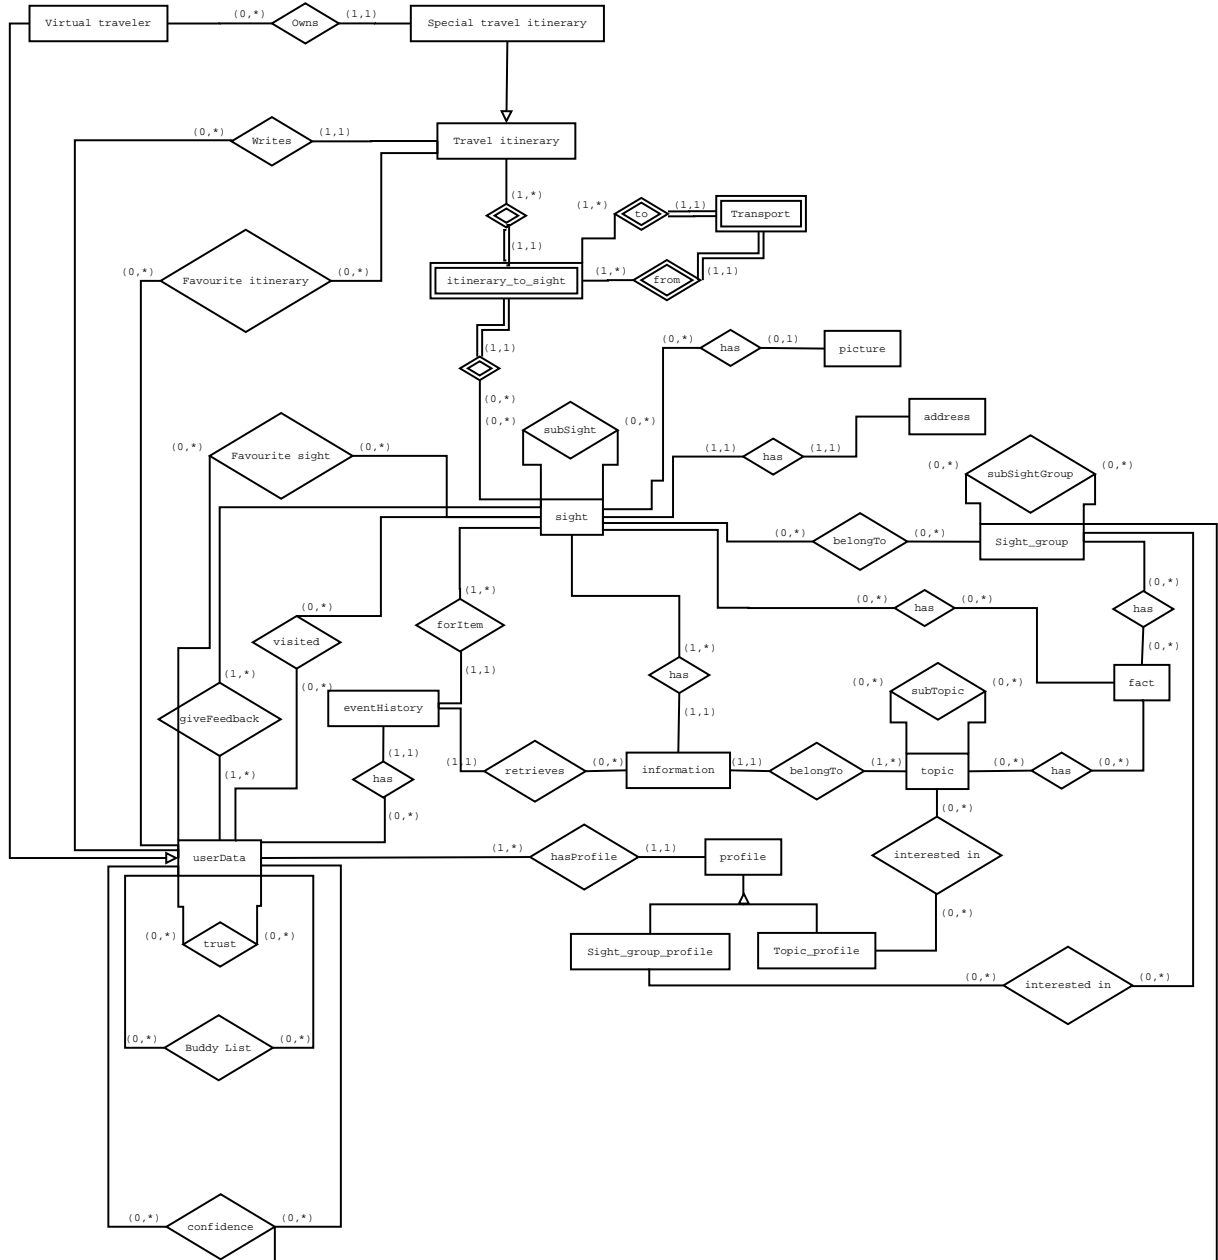 Virtual traveler (0,*) Owns (1,1) Special travel itinerary
(0,*) Writes (1,1) Travel itinerary
(1,*) (1,*) to (1,1) Transport
(1,1)
(0,*) Favourite itinerary (0,*) itinerary_to_sight (1,*) from (1,1)
(1,1) (0,*) has (0,1) picture
(0,*)
(0,*) subSight (0,*) address
(0,*) Favourite sight (0,*) (1,1) has (1,1)
(0,*) subSightGroup (0,*)
sight
(0,*) belongTo (0,*) Sight_group
(0,*)
(1,*)
(0,*) (0,*) has (0,*) has
forItem
visited (0,*)
(1,*)
(1,*) (1,1) has
(0,*) (0,*) subTopic (0,*) fact
eventHistory (1,1)
giveFeedback
(1,1)
(1,1) retrieves (0,*) information (1,1) belongTo (1,*) topic (0,*) has (0,*)
(1,*) has
(0,*)
(0,*)
userData (1,*) hasProfile (1,1) profile interested in
(0,*)
(0,*) trust (0,*)
Sight_group_profile Topic_profile
(0,*) interested in (0,*)
(0,*) Buddy List (0,*)
(0,*) confidence (0,*)